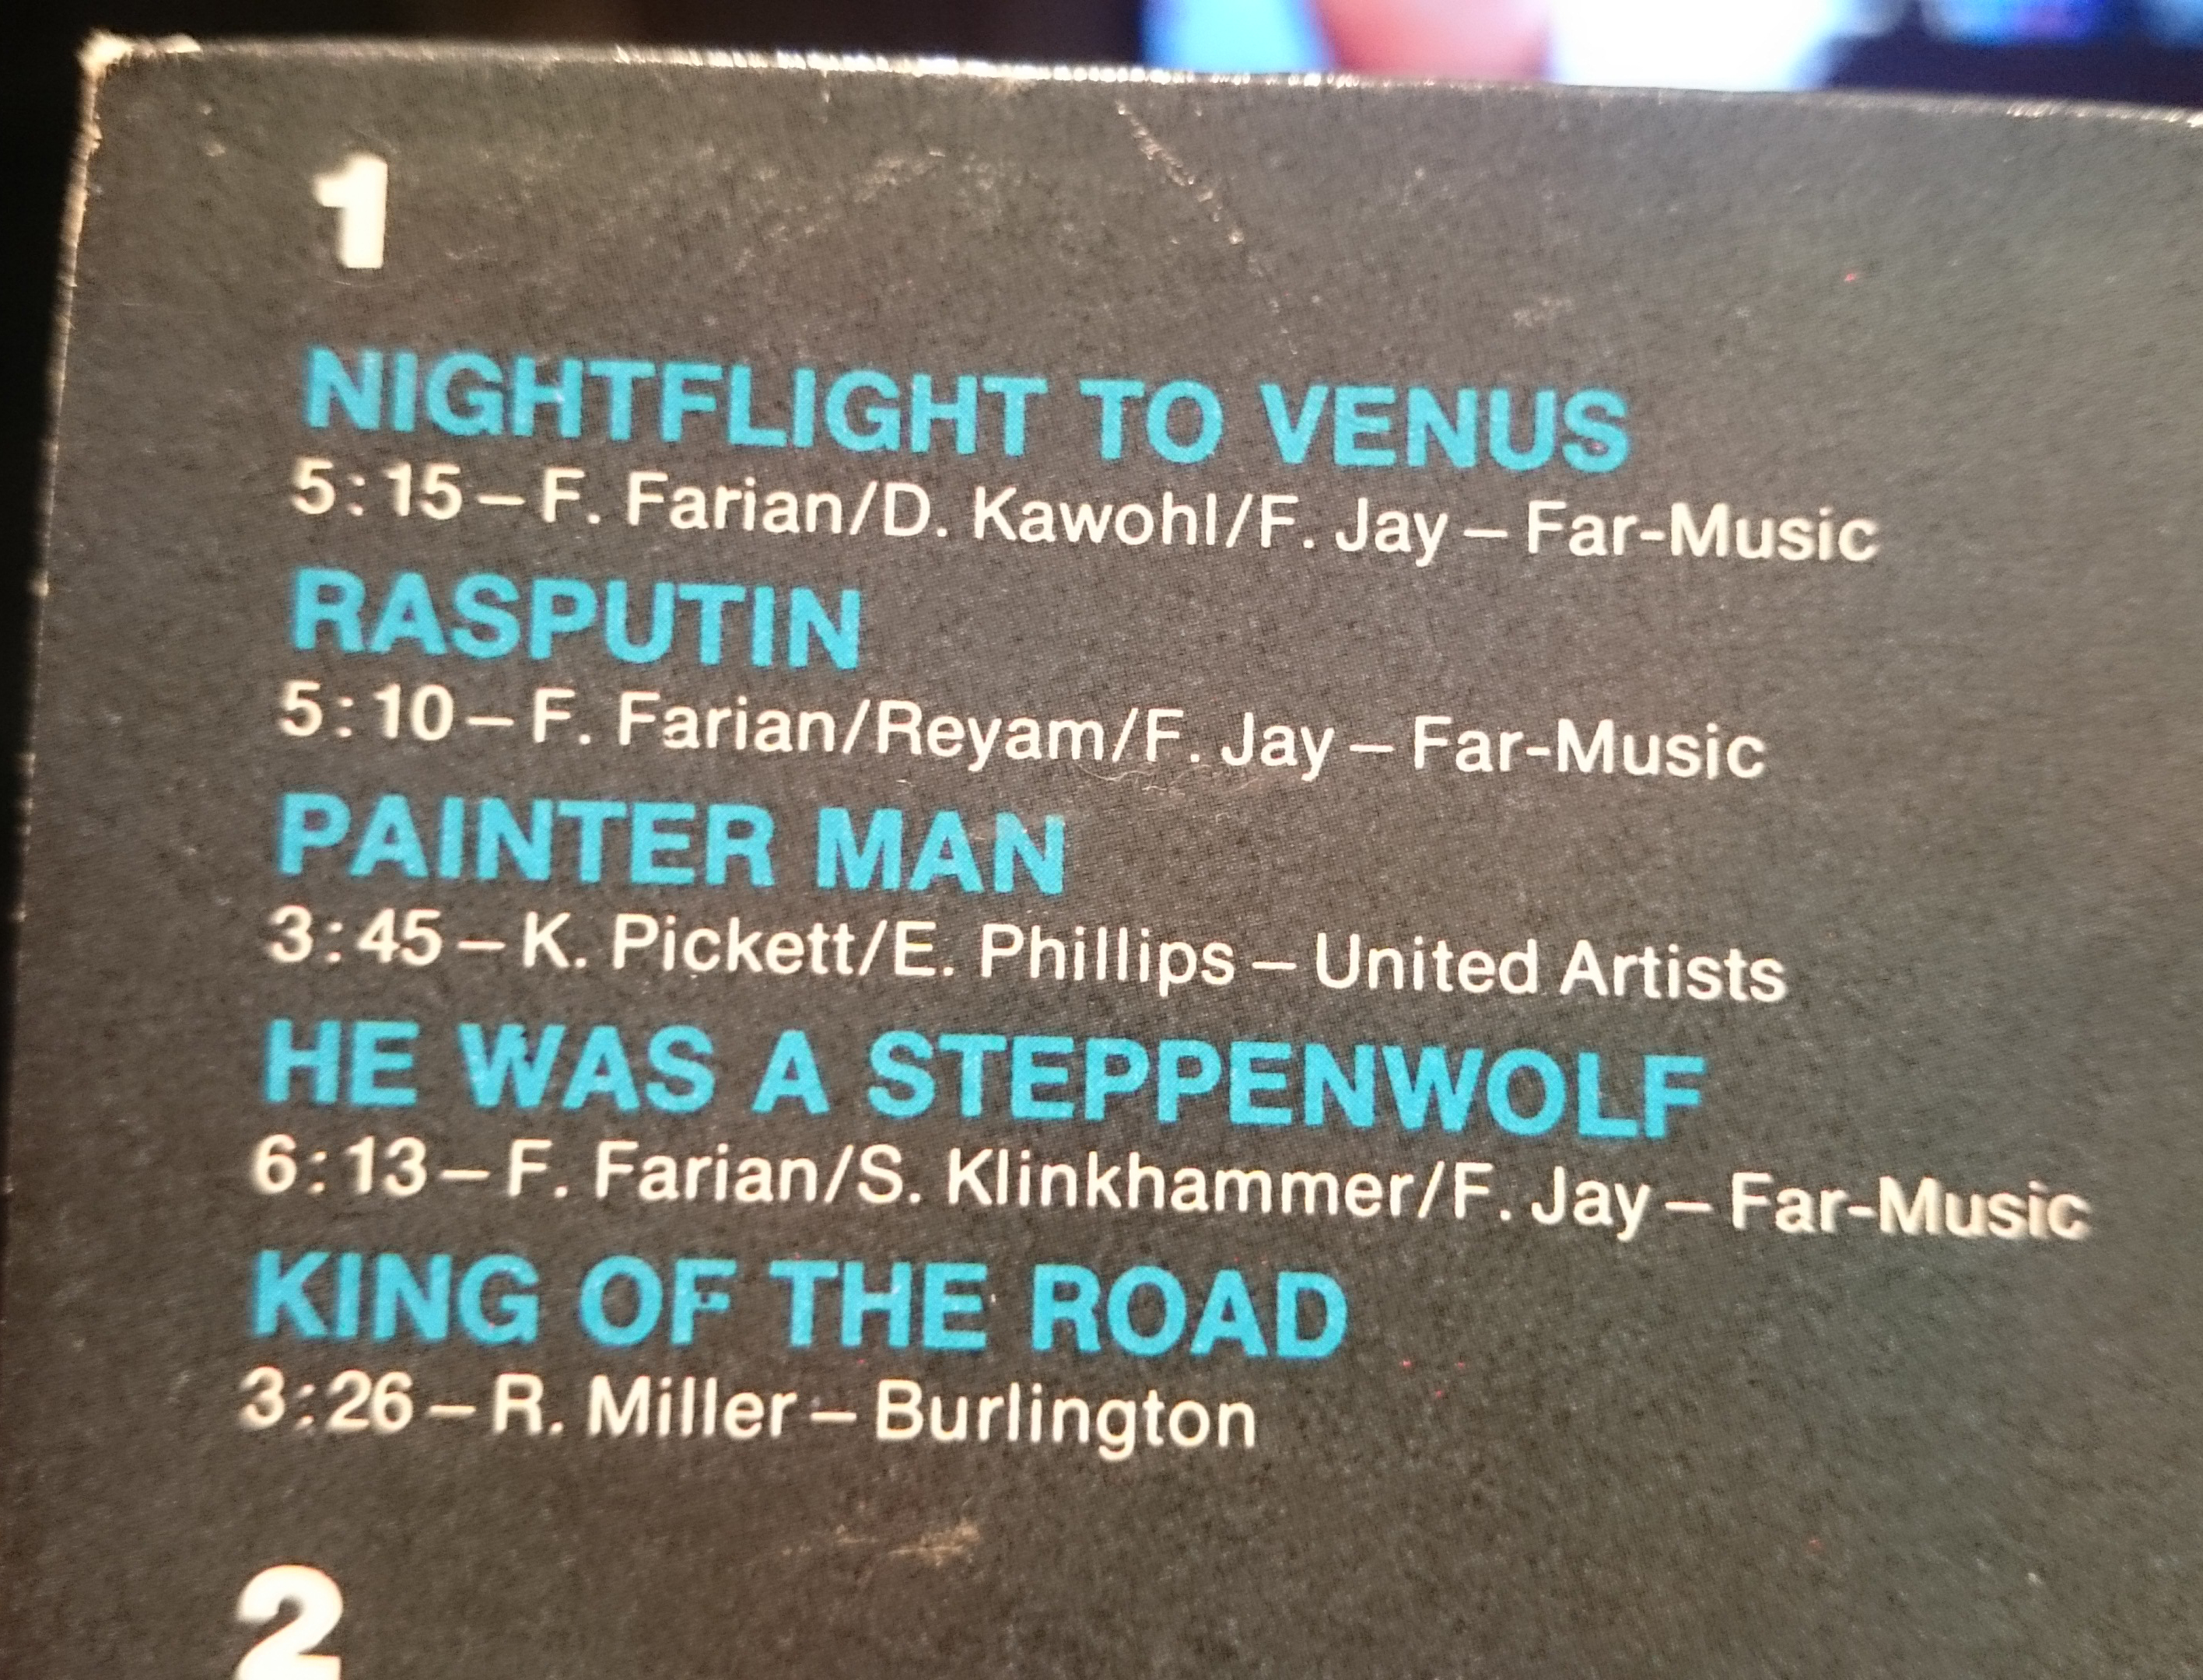 1
NIGHTFLIGHT TO VENUS
5:15 – F. Farian/D. Kawohl/F. Jay – Far-Music
RASPUTIN
5:10 – F. Farian/Reyam/F. Jay – Far-Music
PAINTER MAN
3:45 – K. Pickett/E. Phillips – United Artists
HE WAS A STEPPENWOLF
6:13 – F. Farian/S. Klinkhammer/F. Jay – Far-Music
KING OF THE ROAD
3:26 – R. Miller – Burlington
2